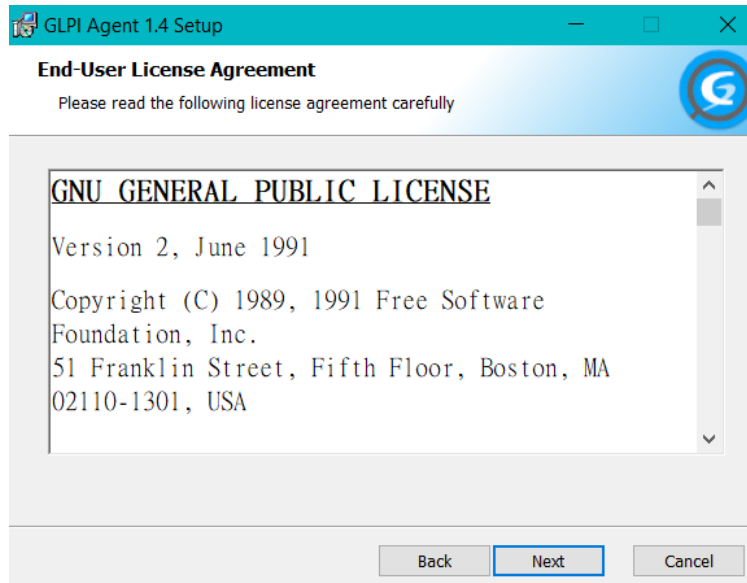 GLPI Agent 1.4 Setup
End-User License Agreement
Please read the following license agreement carefully
GNU GENERAL PUBLIC LICENSE
Version 2, June 1991
Copyright (C) 1989, 1991 Free Software
Foundation, Inc.
51 Franklin Street, Fifth Floor, Boston, MA
02110-1301, USA
Back
Next
Cancel